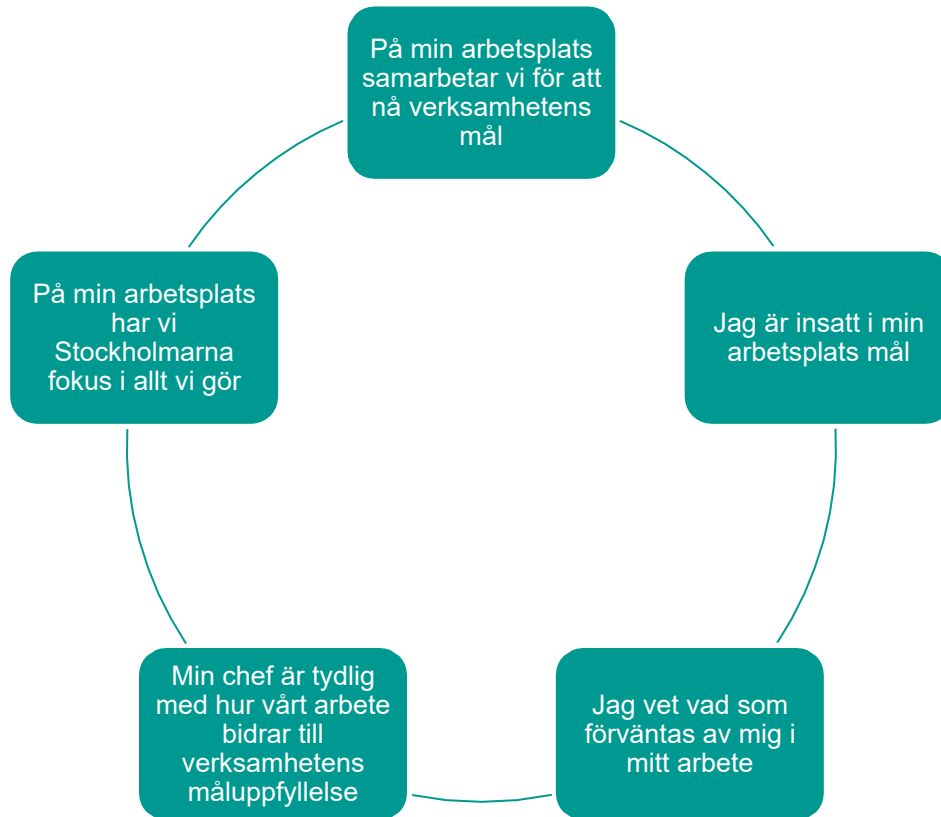 På min arbetsplats
samarbetar vi för att
nå verksamhetens
mål
Jag är insatt i min
arbetsplats mål
Jag vet vad som
förväntas av mig i
mitt arbete
Min chef är tydlig
med hur vårt arbete
bidrar till
verksamhetens
måluppfyllelse
På min arbetsplats
har vi
Stockholmarna
fokus i allt vi gör